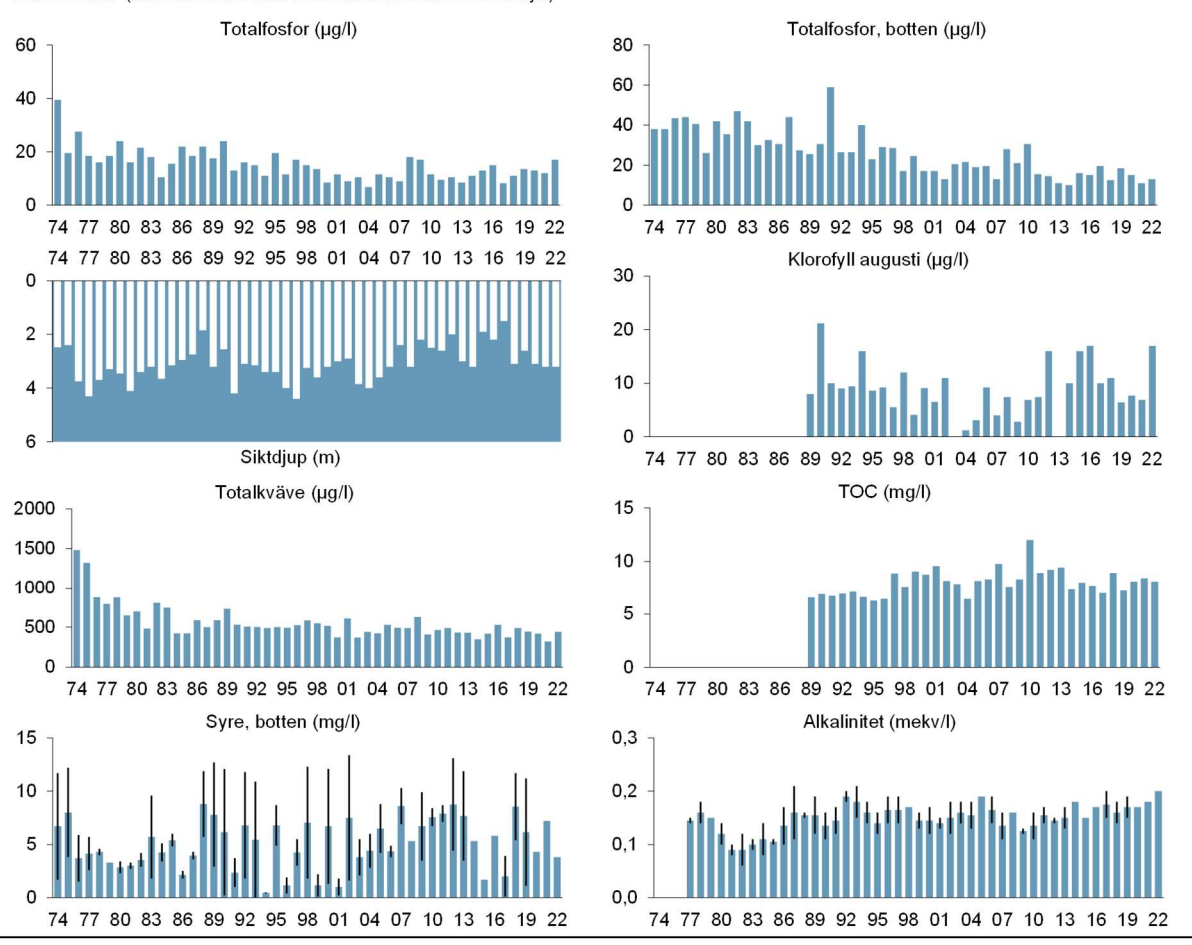 Totalfosfor (µg/l)
60
40
20
0
74 77 80 83 86 89 92 95 98 01 04 07 10 13 16 19 22
Totalfosfor, botten (µg/l)
80
60
40
20
0
74 77 80 83 86 89 92 95 98 01 04 07 10 13 16 19 22
74 77 80 83 86 89 92 95 98 01 04 07 10 13 16 19 22
0
2
4
6
Siktdjup (m)
Klorofyll augusti (µg/l)
30
20
10
0
74 77 80 83 86 89 92 95 98 01 04 07 10 13 16 19 22
Totalkväve (µg/l)
2000
1500
1000
500
0
74 77 80 83 86 89 92 95 98 01 04 07 10 13 16 19 22
TOC (mg/l)
15
10
5
0
74 77 80 83 86 89 92 95 98 01 04 07 10 13 16 19 22
Syre, botten (mg/l)
15
10
5
0
74 77 80 83 86 89 92 95 98 01 04 07 10 13 16 19 22
Alkalinitet (mekv/l)
0,3
0,2
0,1
0,0
74 77 80 83 86 89 92 95 98 01 04 07 10 13 16 19 22